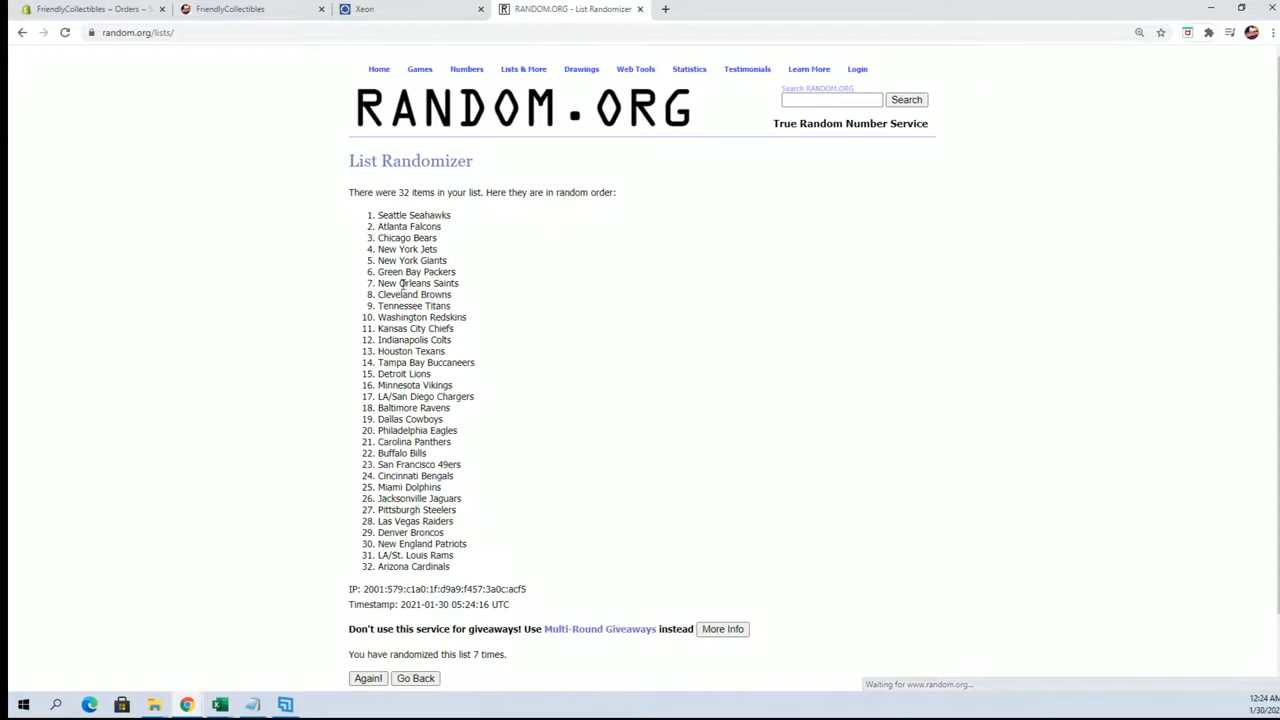 FriendlyCollectibles ~ Orders ~ S
FriendlyCollectibles
Xeon
RANDOM.ORG - List Randomizer
random.org/lists/
Home Games Numbers Lists & More Drawings Web Tools Statistics Testimonials Learn More Login
Search RANDOM.ORG
RANDOM.ORG
Search
True Random Number Service
List Randomizer
There were 32 items in your list. Here they are in random order:
1. Seattle Seahawks
2. Atlanta Falcons
3. Chicago Bears
4. New York Jets
5. New York Giants
6. Green Bay Packers
7. New Orleans Saints
8. Cleveland Browns
9. Tennessee Titans
10. Washington Redskins
11. Kansas City Chiefs
12. Indianapolis Colts
13. Houston Texans
14. Tampa Bay Buccaneers
15. Detroit Lions
16. Minnesota Vikings
17. LA/San Diego Chargers
18. Baltimore Ravens
19. Dallas Cowboys
20. Philadelphia Eagles
21. Carolina Panthers
22. Buffalo Bills
23. San Francisco 49ers
24. Cincinnati Bengals
25. Miami Dolphins
26. Jacksonville Jaguars
27. Pittsburgh Steelers
28. Las Vegas Raiders
29. Denver Broncos
30. New England Patriots
31. LA/St. Louis Rams
32. Arizona Cardinals
IP: 2001:579:c1a0:1f:d9a9:f457:3a0c:acf5
Timestamp: 2021-01-30 05:24:16 UTC
Don't use this service for giveaways! Use Multi-Round Giveaways instead More Info
You have randomized this list 7 times.
Again! Go Back
Waiting for www.random.org...
12:24 AM
1/30/202